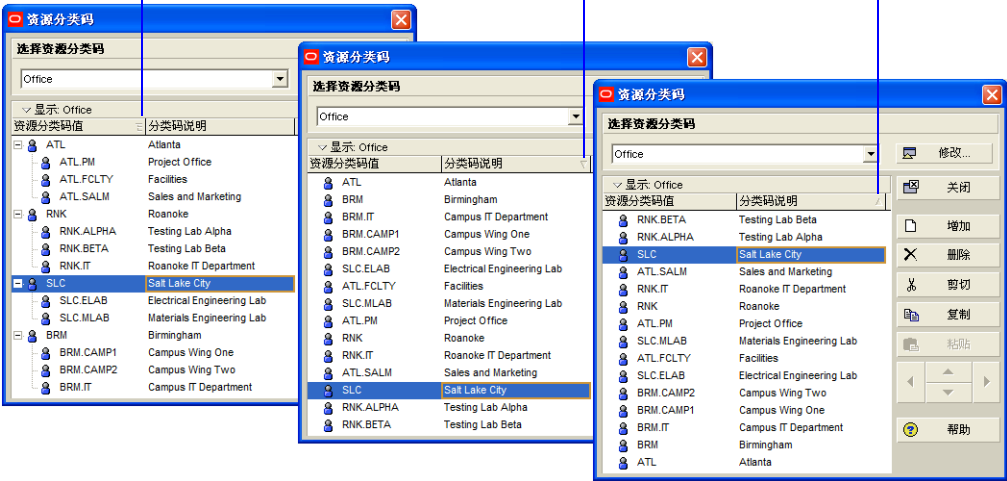 资源分类码
选择资源分类码
Office
显示: Office
资源分类码值 分类码说明
ATL Atlanta
ATL.PM Project Office
ATL.FCLTY Facilities
ATL.SALM Sales and Marketing
RNK Roanoke
RNK.ALPHA Testing Lab Alpha
RNK.BETA Testing Lab Beta
RNK.IT Roanoke IT Department
SLC Salt Lake City
SLC.ELAB Electrical Engineering Lab
SLC.MLAB Materials Engineering Lab
BRM Birmingham
BRM.CAMP1 Campus Wing One
BRM.CAMP2 Campus Wing Two
BRM.IT Campus IT Department
资源分类码
选择资源分类码
Office
显示: Office
资源分类码值 分类码说明
ATL Atlanta
BRM Birmingham
BRM.IT Campus IT Department
BRM.CAMP1 Campus Wing One
BRM.CAMP2 Campus Wing Two
SLC.ELAB Electrical Engineering Lab
ATL.FCLTY Facilities
SLC.MLAB Materials Engineering Lab
ATL.PM Project Office
RNK Roanoke
RNK.IT Roanoke IT Department
ATL.SALM Sales and Marketing
SLC Salt Lake City
RNK.ALPHA Testing Lab Alpha
RNK.BETA Testing Lab Beta
资源分类码
选择资源分类码
Office
显示: Office
资源分类码值 分类码说明
RNK.BETA Testing Lab Beta
RNK.ALPHA Testing Lab Alpha
SLC Salt Lake City
ATL.SALM Sales and Marketing
RNK.IT Roanoke IT Department
RNK Roanoke
ATL.PM Project Office
SLC.MLAB Materials Engineering Lab
ATL.FCLTY Facilities
SLC.ELAB Electrical Engineering Lab
BRM.CAMP2 Campus Wing Two
BRM.CAMP1 Campus Wing One
BRM.IT Campus IT Department
BRM Birmingham
ATL Atlanta
修改...
关闭
增加
删除
剪切
复制
粘贴
帮助